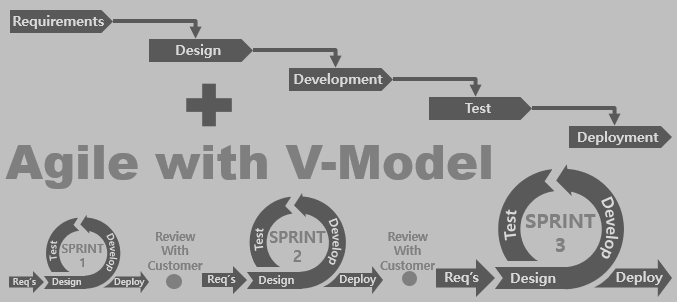 Requirements
Design
Development
Test
Deployment
Agile with V-Model
Test
Develop
SPRINT
1
Req's
Design
Deploy
Review
With
Customer
Test
Develop
SPRINT
2
Req's
Design
Deploy
Review
With
Customer
Test
Develop
SPRINT
3
Req's
Design
Deploy